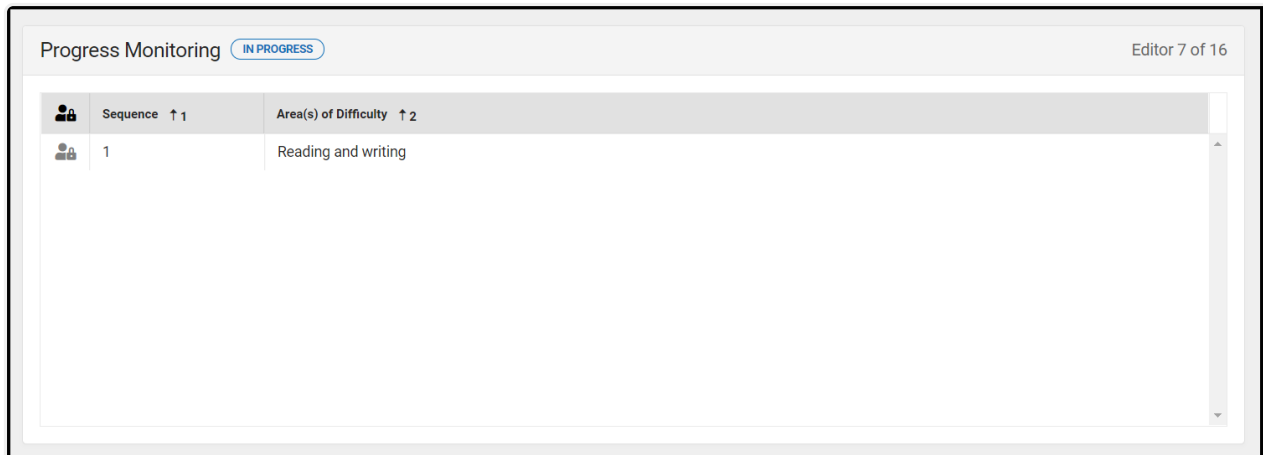 Progress Monitoring IN PROGRESS Editor 7 of 16
Sequence ↑ 1 Area(s) of Difficulty ↑ 2
1 Reading and writing